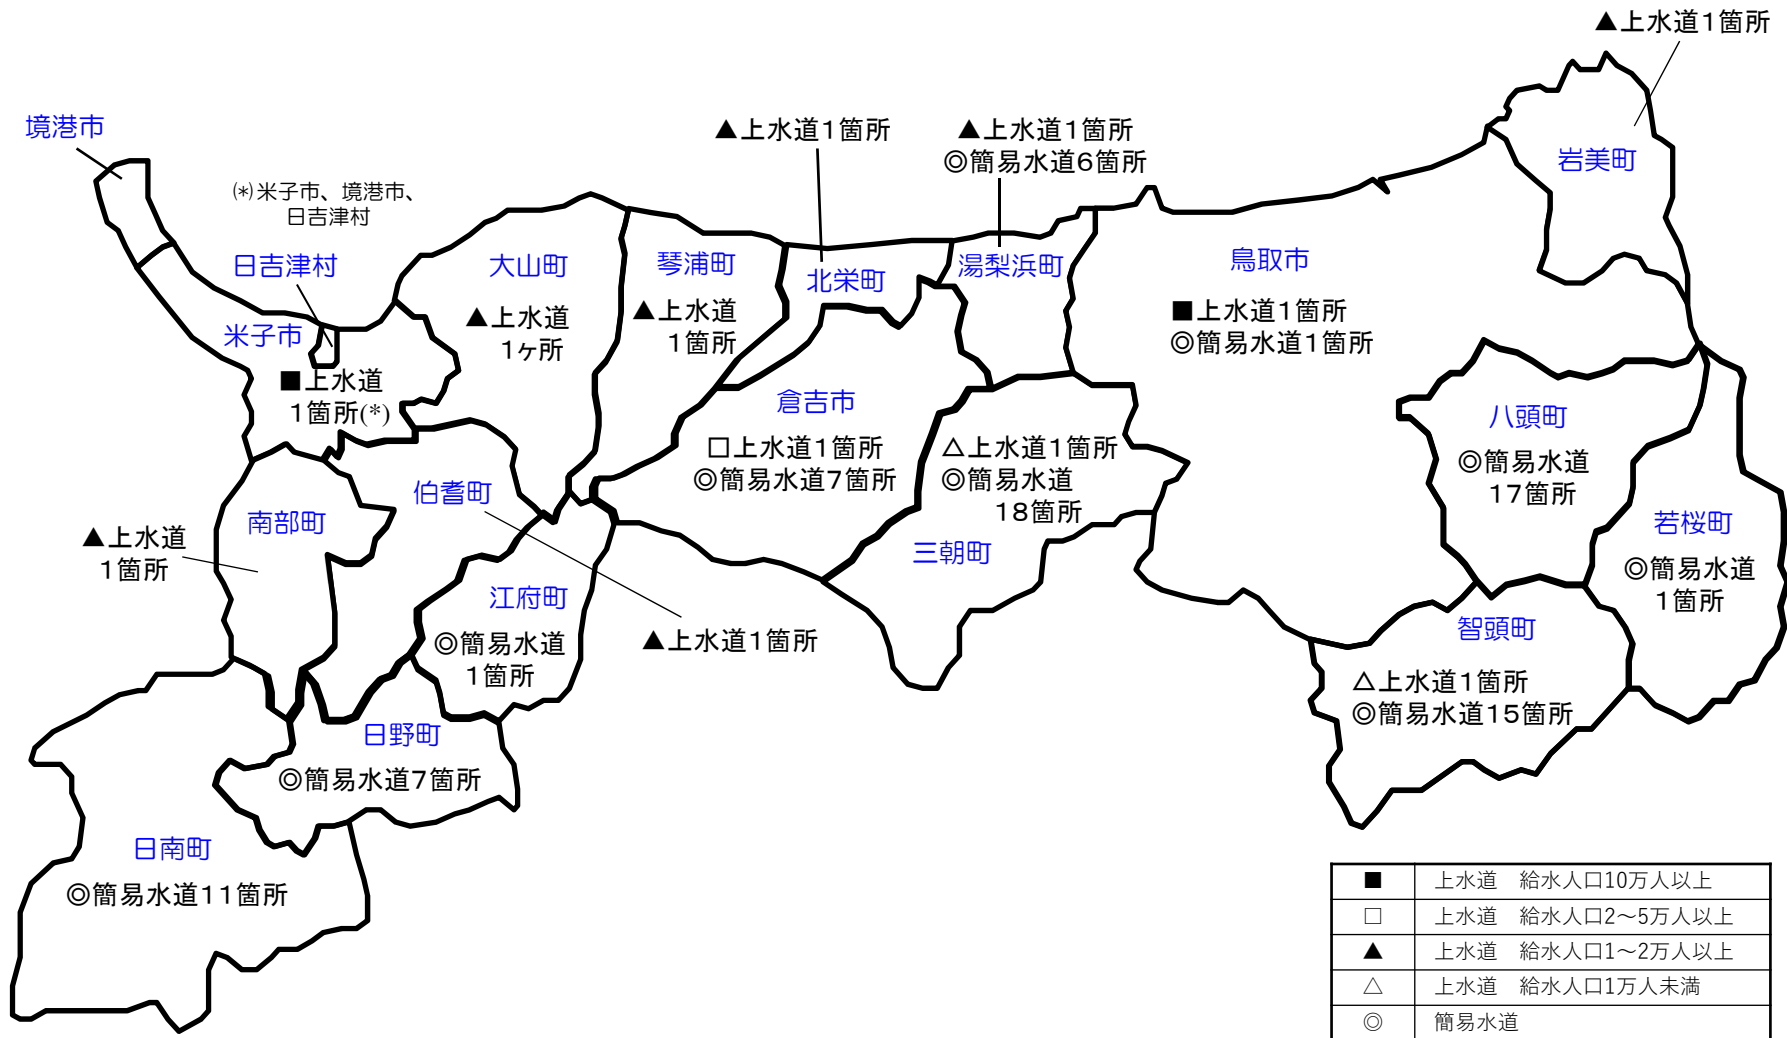 ▲上水道1箇所
境港市
▲上水道1箇所
▲上水道1箇所
◎簡易水道6箇所
岩美町
(*)米子市、境港市、
日吉津村
日吉津村
大山町
琴浦町
北栄町
湯梨浜町
鳥取市
米子市
▲上水道
1ヶ所
▲上水道
1箇所
■上水道1箇所
◎簡易水道1箇所
■上水道
1箇所(*)
倉吉市
□上水道1箇所
◎簡易水道7箇所
△上水道1箇所
◎簡易水道
18箇所
三朝町
八頭町
◎簡易水道
17箇所
伯耆町
南部町
▲上水道
1箇所
若桜町
◎簡易水道
1箇所
江府町
◎簡易水道
1箇所
▲上水道1箇所
智頭町
△上水道1箇所
◎簡易水道15箇所
日野町
◎簡易水道7箇所
日南町
◎簡易水道11箇所
■ 上水道 給水人口10万人以上
□ 上水道 給水人口2～5万人以上
▲ 上水道 給水人口1～2万人以上
△ 上水道 給水人口1万人未満
◎ 簡易水道